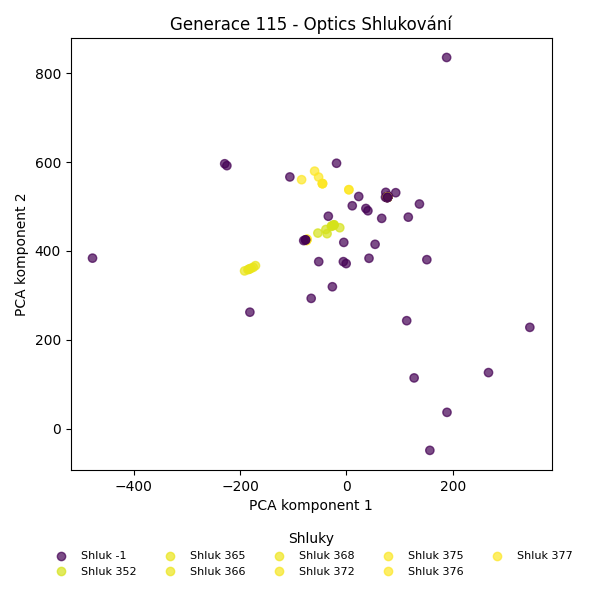 Generace 115 - Optics Shlukování
PCA komponent 2
800
600
400
200
0
−400 −200 0 200
PCA komponent 1
Shluky
Shluk -1 Shluk 365 Shluk 368 Shluk 375 Shluk 377
Shluk 352 Shluk 366 Shluk 372 Shluk 376